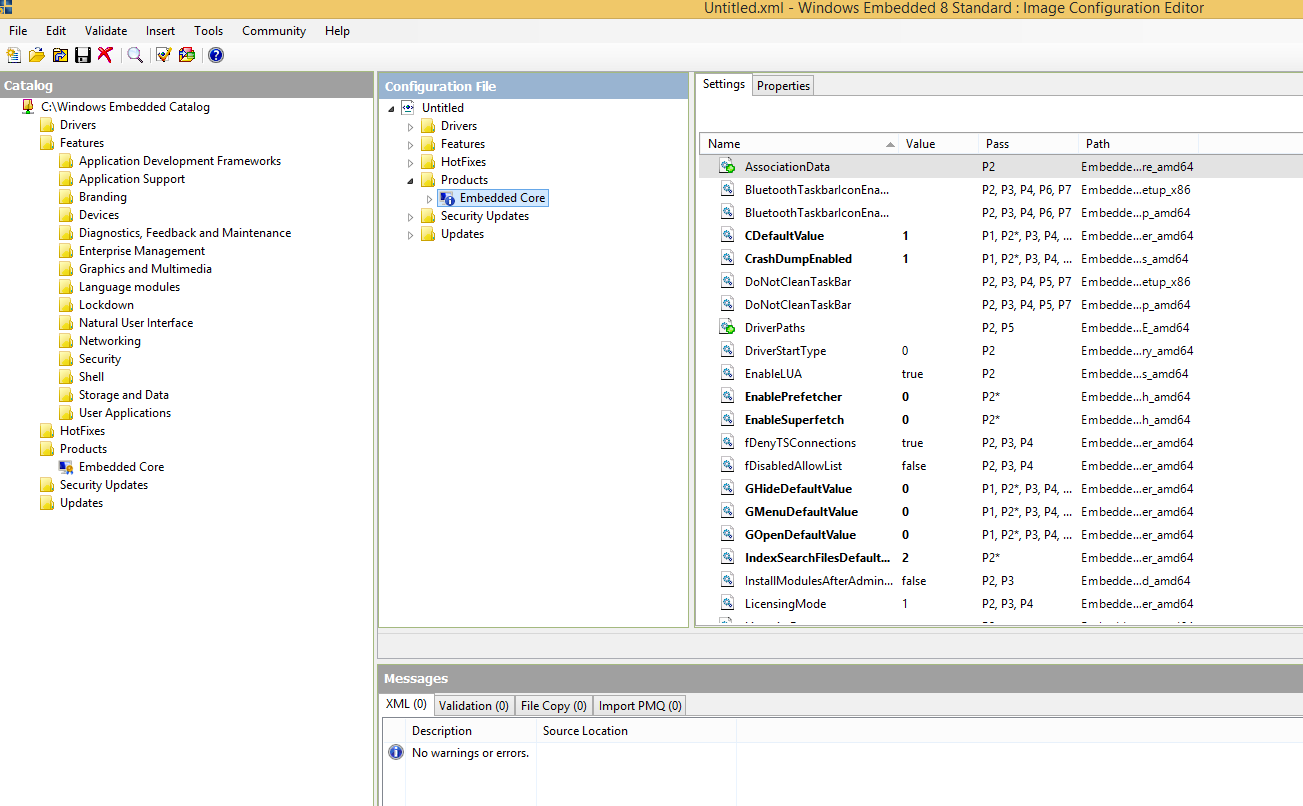 Untitled.xml - Windows Embedded 8 Standard : Image Configuration Editor
File Edit Validate Insert Tools Community Help
Catalog
C:\Windows Embedded Catalog
Drivers
Features
Application Development Frameworks
Application Support
Branding
Devices
Diagnostics, Feedback and Maintenance
Enterprise Management
Graphics and Multimedia
Language modules
Lockdown
Natural User Interface
Networking
Security
Shell
Storage and Data
User Applications
HotFixes
Products
Embedded Core
Security Updates
Updates
Configuration File
Untitled
Drivers
Features
HotFixes
Products
Embedded Core
Security Updates
Updates
Settings Properties
Name Value Pass Path
AssociationData P2 Embedde...re_amd64
BluetoothTaskbarIconEna... P2, P3, P4, P6, P7 Embedde...etup_x86
BluetoothTaskbarIconEna... P2, P3, P4, P6, P7 Embedde...p_amd64
CDefaultValue 1 P1, P2*, P3, P4, ... Embedde...er_amd64
CrashDumpEnabled 1 P1, P2*, P3, P4, ... Embedde...s_amd64
DoNotCleanTaskBar P2, P3, P4, P5, P7 Embedde...etup_x86
DoNotCleanTaskBar P2, P3, P4, P5, P7 Embedde...p_amd64
DriverPaths P2, P5 Embedde...E_amd64
DriverStartType 0 P2 Embedde...ry_amd64
EnableLUA true P2 Embedde...s_amd64
EnablePrefetcher 0 P2* Embedde...h_amd64
EnableSuperfetch 0 P2* Embedde...h_amd64
fDenyTSConnections true P2, P3, P4 Embedde...er_amd64
fDisabledAllowList false P2, P3, P4 Embedde...er_amd64
GHideDefaultValue 0 P1, P2*, P3, P4, ... Embedde...er_amd64
GMenuDefaultValue 0 P1, P2*, P3, P4, ... Embedde...er_amd64
GOpenDefaultValue 0 P1, P2*, P3, P4, ... Embedde...er_amd64
IndexSearchFilesDefault... 2 P2* Embedde...er_amd64
InstallModulesAfterAdmin... false P2, P3 Embedde...d_amd64
LicensingMode 1 P2, P3, P4 Embedde...er_amd64
Messages
XML (0) Validation (0) File Copy (0) Import PMQ (0)
Description Source Location
No warnings or errors.